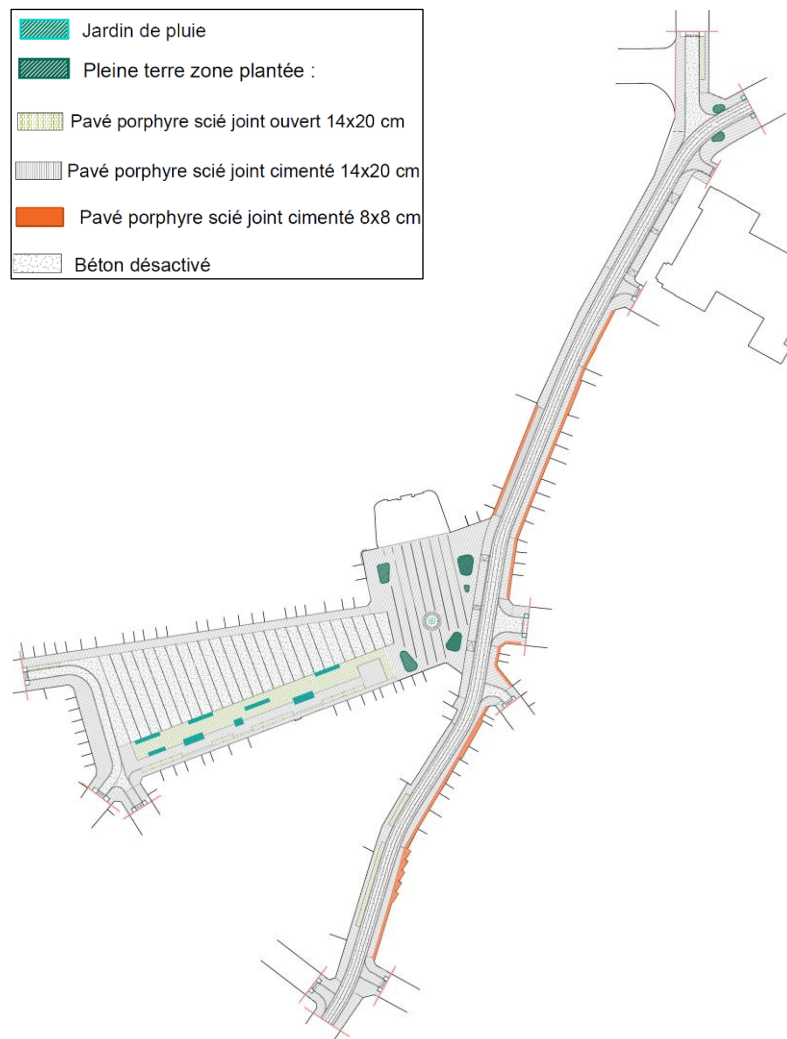 Jardin de pluie
Pleine terre zone plantée :
Pavé porphyre scié joint ouvert 14x20 cm
Pavé porphyre scié joint cimenté 14x20 cm
Pavé porphyre scié joint cimenté 8x8 cm
Béton désactivé